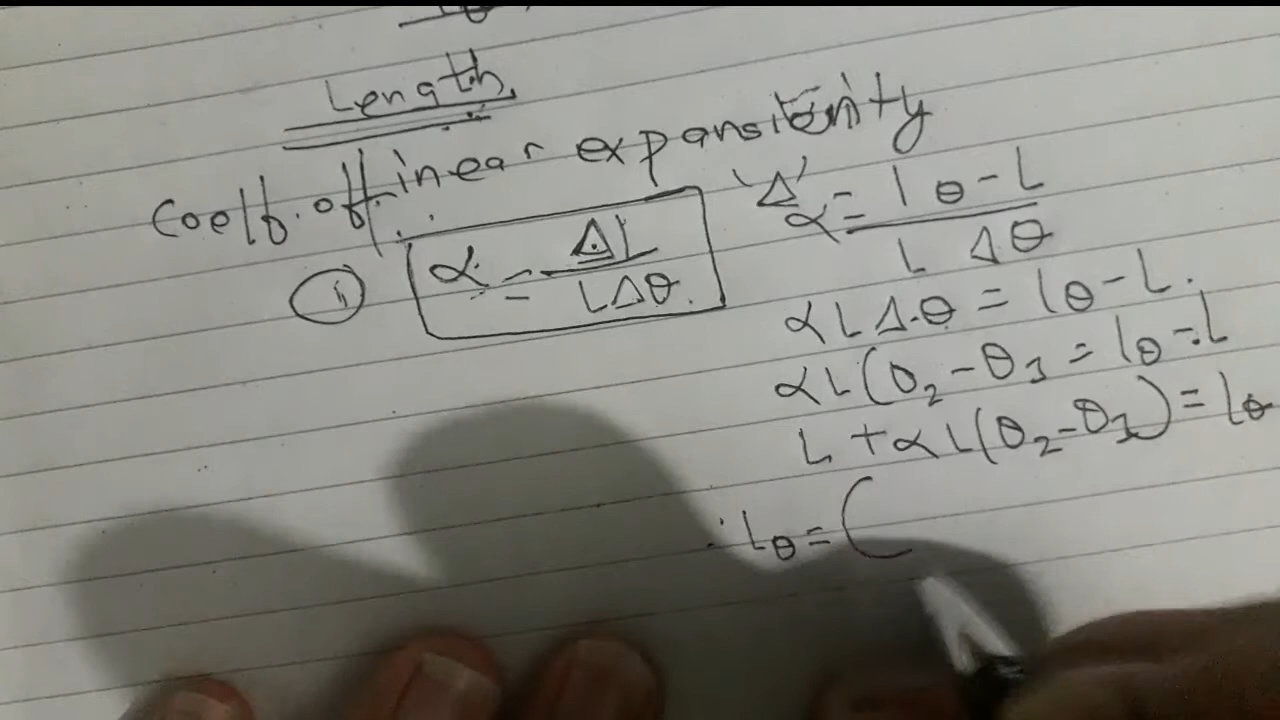 Length
Coeff. of linear expansivity
(1) α = ΔL / LΔθ
'Δ'
α = lθ - L / L Δθ
αLΔθ = lθ - L.
αL(θ₂ - θ₁ = lθ - L
L + αL(θ₂ - θ₁) = lθ
∴ Lθ = (